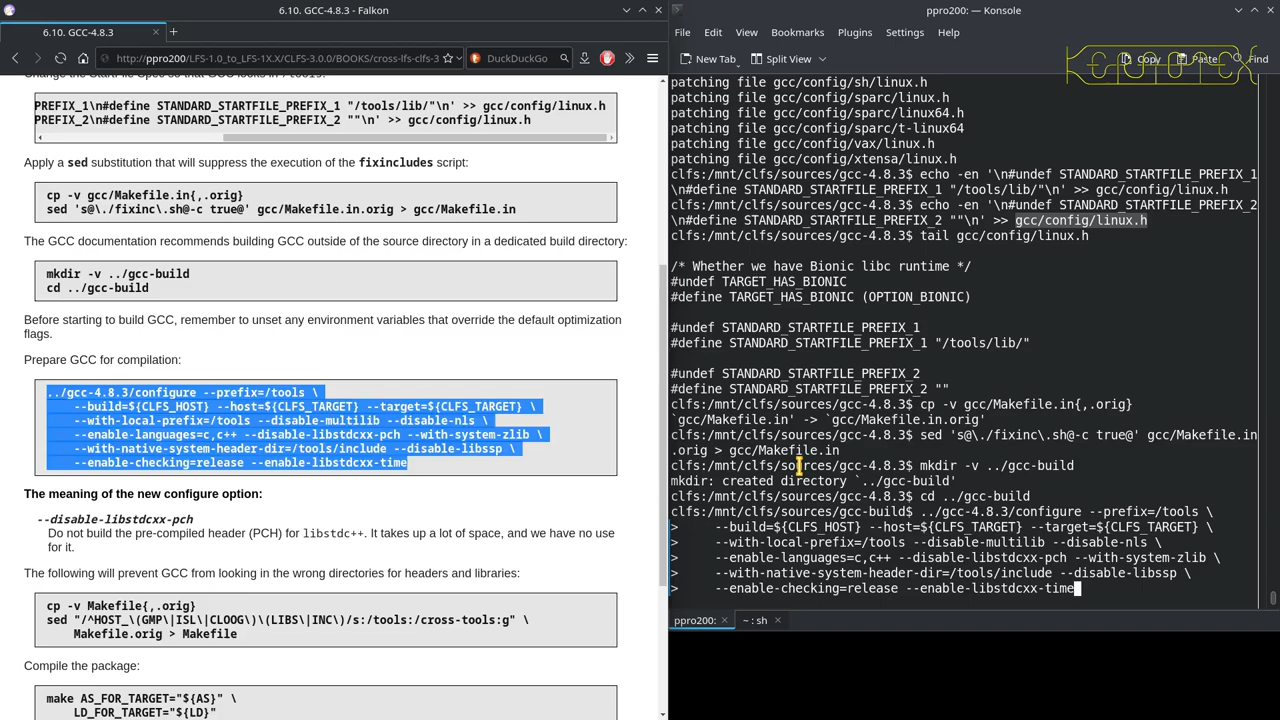 6.10. GCC-4.8.3 - Falkon
6.10. GCC-4.8.3
http://ppro200/LFS-1.0_to_LFS-1X.X/CLFS-3.0.0/BOOKS/cross-lfs-clfs-3
DuckDuckGo
PREFIX_1\n#define STANDARD_STARTFILE_PREFIX_1 "/tools/lib/"\n' >> gcc/config/linux.h
PREFIX_2\n#define STANDARD_STARTFILE_PREFIX_2 ""\n' >> gcc/config/linux.h
Apply a sed substitution that will suppress the execution of the fixincludes script:
cp -v gcc/Makefile.in{,.orig}
sed 's@\./fixinc\.sh@-c true@' gcc/Makefile.in.orig > gcc/Makefile.in
The GCC documentation recommends building GCC outside of the source directory in a dedicated build directory:
mkdir -v ../gcc-build
cd ../gcc-build
Before starting to build GCC, remember to unset any environment variables that override the default optimization
flags.
Prepare GCC for compilation:
../gcc-4.8.3/configure --prefix=/tools \
--build=${CLFS_HOST} --host=${CLFS_TARGET} --target=${CLFS_TARGET} \
--with-local-prefix=/tools --disable-multilib --disable-nls \
--enable-languages=c,c++ --disable-libstdcxx-pch --with-system-zlib \
--with-native-system-header-dir=/tools/include --disable-libssp \
--enable-checking=release --enable-libstdcxx-time
The meaning of the new configure option:
--disable-libstdcxx-pch
Do not build the pre-compiled header (PCH) for libstdc++. It takes up a lot of space, and we have no use
for it.
The following will prevent GCC from looking in the wrong directories for headers and libraries:
cp -v Makefile{,.orig}
sed "/^HOST_\(GMP\|ISL\|CLOOG\)\(LIBS\|INC\)/s:/tools:/cross-tools:g" \
Makefile.orig > Makefile
Compile the package:
make AS_FOR_TARGET="${AS}" \
LD_FOR_TARGET="${LD}"
ppro200: — Konsole
File Edit View Bookmarks Plugins Settings Help
New Tab Split View Copy Paste Find
patching file gcc/config/sh/linux.h
patching file gcc/config/sparc/linux.h
patching file gcc/config/sparc/linux64.h
patching file gcc/config/sparc/t-linux64
patching file gcc/config/vax/linux.h
patching file gcc/config/xtensa/linux.h
clfs:/mnt/clfs/sources/gcc-4.8.3$ echo -en '\n#undef STANDARD_STARTFILE_PREFIX_1
\n#define STANDARD_STARTFILE_PREFIX_1 "/tools/lib/"\n' >> gcc/config/linux.h
clfs:/mnt/clfs/sources/gcc-4.8.3$ echo -en '\n#undef STANDARD_STARTFILE_PREFIX_2
\n#define STANDARD_STARTFILE_PREFIX_2 ""\n' >> gcc/config/linux.h
clfs:/mnt/clfs/sources/gcc-4.8.3$ tail gcc/config/linux.h
/* Whether we have Bionic libc runtime */
#undef TARGET_HAS_BIONIC
#define TARGET_HAS_BIONIC (OPTION_BIONIC)
#undef STANDARD_STARTFILE_PREFIX_1
#define STANDARD_STARTFILE_PREFIX_1 "/tools/lib/"
#undef STANDARD_STARTFILE_PREFIX_2
#define STANDARD_STARTFILE_PREFIX_2 ""
clfs:/mnt/clfs/sources/gcc-4.8.3$ cp -v gcc/Makefile.in{,.orig}
`gcc/Makefile.in' -> `gcc/Makefile.in.orig'
clfs:/mnt/clfs/sources/gcc-4.8.3$ sed 's@\./fixinc\.sh@-c true@' gcc/Makefile.in
.orig > gcc/Makefile.in
clfs:/mnt/clfs/sources/gcc-4.8.3$ mkdir -v ../gcc-build
mkdir: created directory `../gcc-build'
clfs:/mnt/clfs/sources/gcc-4.8.3$ cd ../gcc-build
clfs:/mnt/clfs/sources/gcc-build$ ../gcc-4.8.3/configure --prefix=/tools \
> --build=${CLFS_HOST} --host=${CLFS_TARGET} --target=${CLFS_TARGET} \
> --with-local-prefix=/tools --disable-multilib --disable-nls \
> --enable-languages=c,c++ --disable-libstdcxx-pch --with-system-zlib \
> --with-native-system-header-dir=/tools/include --disable-libssp \
> --enable-checking=release --enable-libstdcxx-time
ppro200:
~ : sh